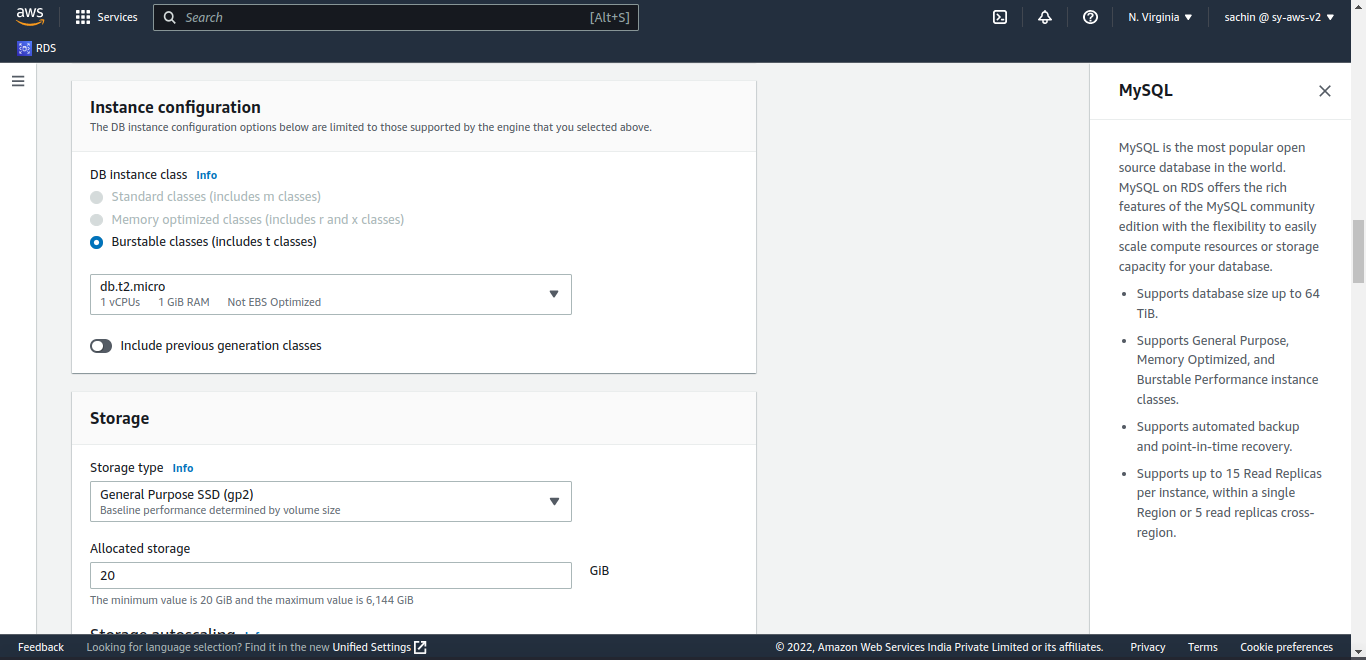 aws
Services
Search [Alt+S]
N. Virginia
sachin @ sy-aws-v2
RDS
Instance configuration
The DB instance configuration options below are limited to those supported by the engine that you selected above.
DB instance class Info
Standard classes (includes m classes)
Memory optimized classes (includes r and x classes)
Burstable classes (includes t classes)
db.t2.micro
1 vCPUs 1 GiB RAM Not EBS Optimized
Include previous generation classes
Storage
Storage type Info
General Purpose SSD (gp2)
Baseline performance determined by volume size
Allocated storage
20 GiB
The minimum value is 20 GiB and the maximum value is 6,144 GiB
Storage autoscaling Info
MySQL
MySQL is the most popular open
source database in the world.
MySQL on RDS offers the rich
features of the MySQL community
edition with the flexibility to easily
scale compute resources or storage
capacity for your database.
• Supports database size up to 64
TiB.
• Supports General Purpose,
Memory Optimized, and
Burstable Performance instance
classes.
• Supports automated backup
and point-in-time recovery.
• Supports up to 15 Read Replicas
per instance, within a single
Region or 5 read replicas cross-
region.
Feedback
Looking for language selection? Find it in the new Unified Settings
© 2022, Amazon Web Services India Private Limited or its affiliates.
Privacy
Terms
Cookie preferences